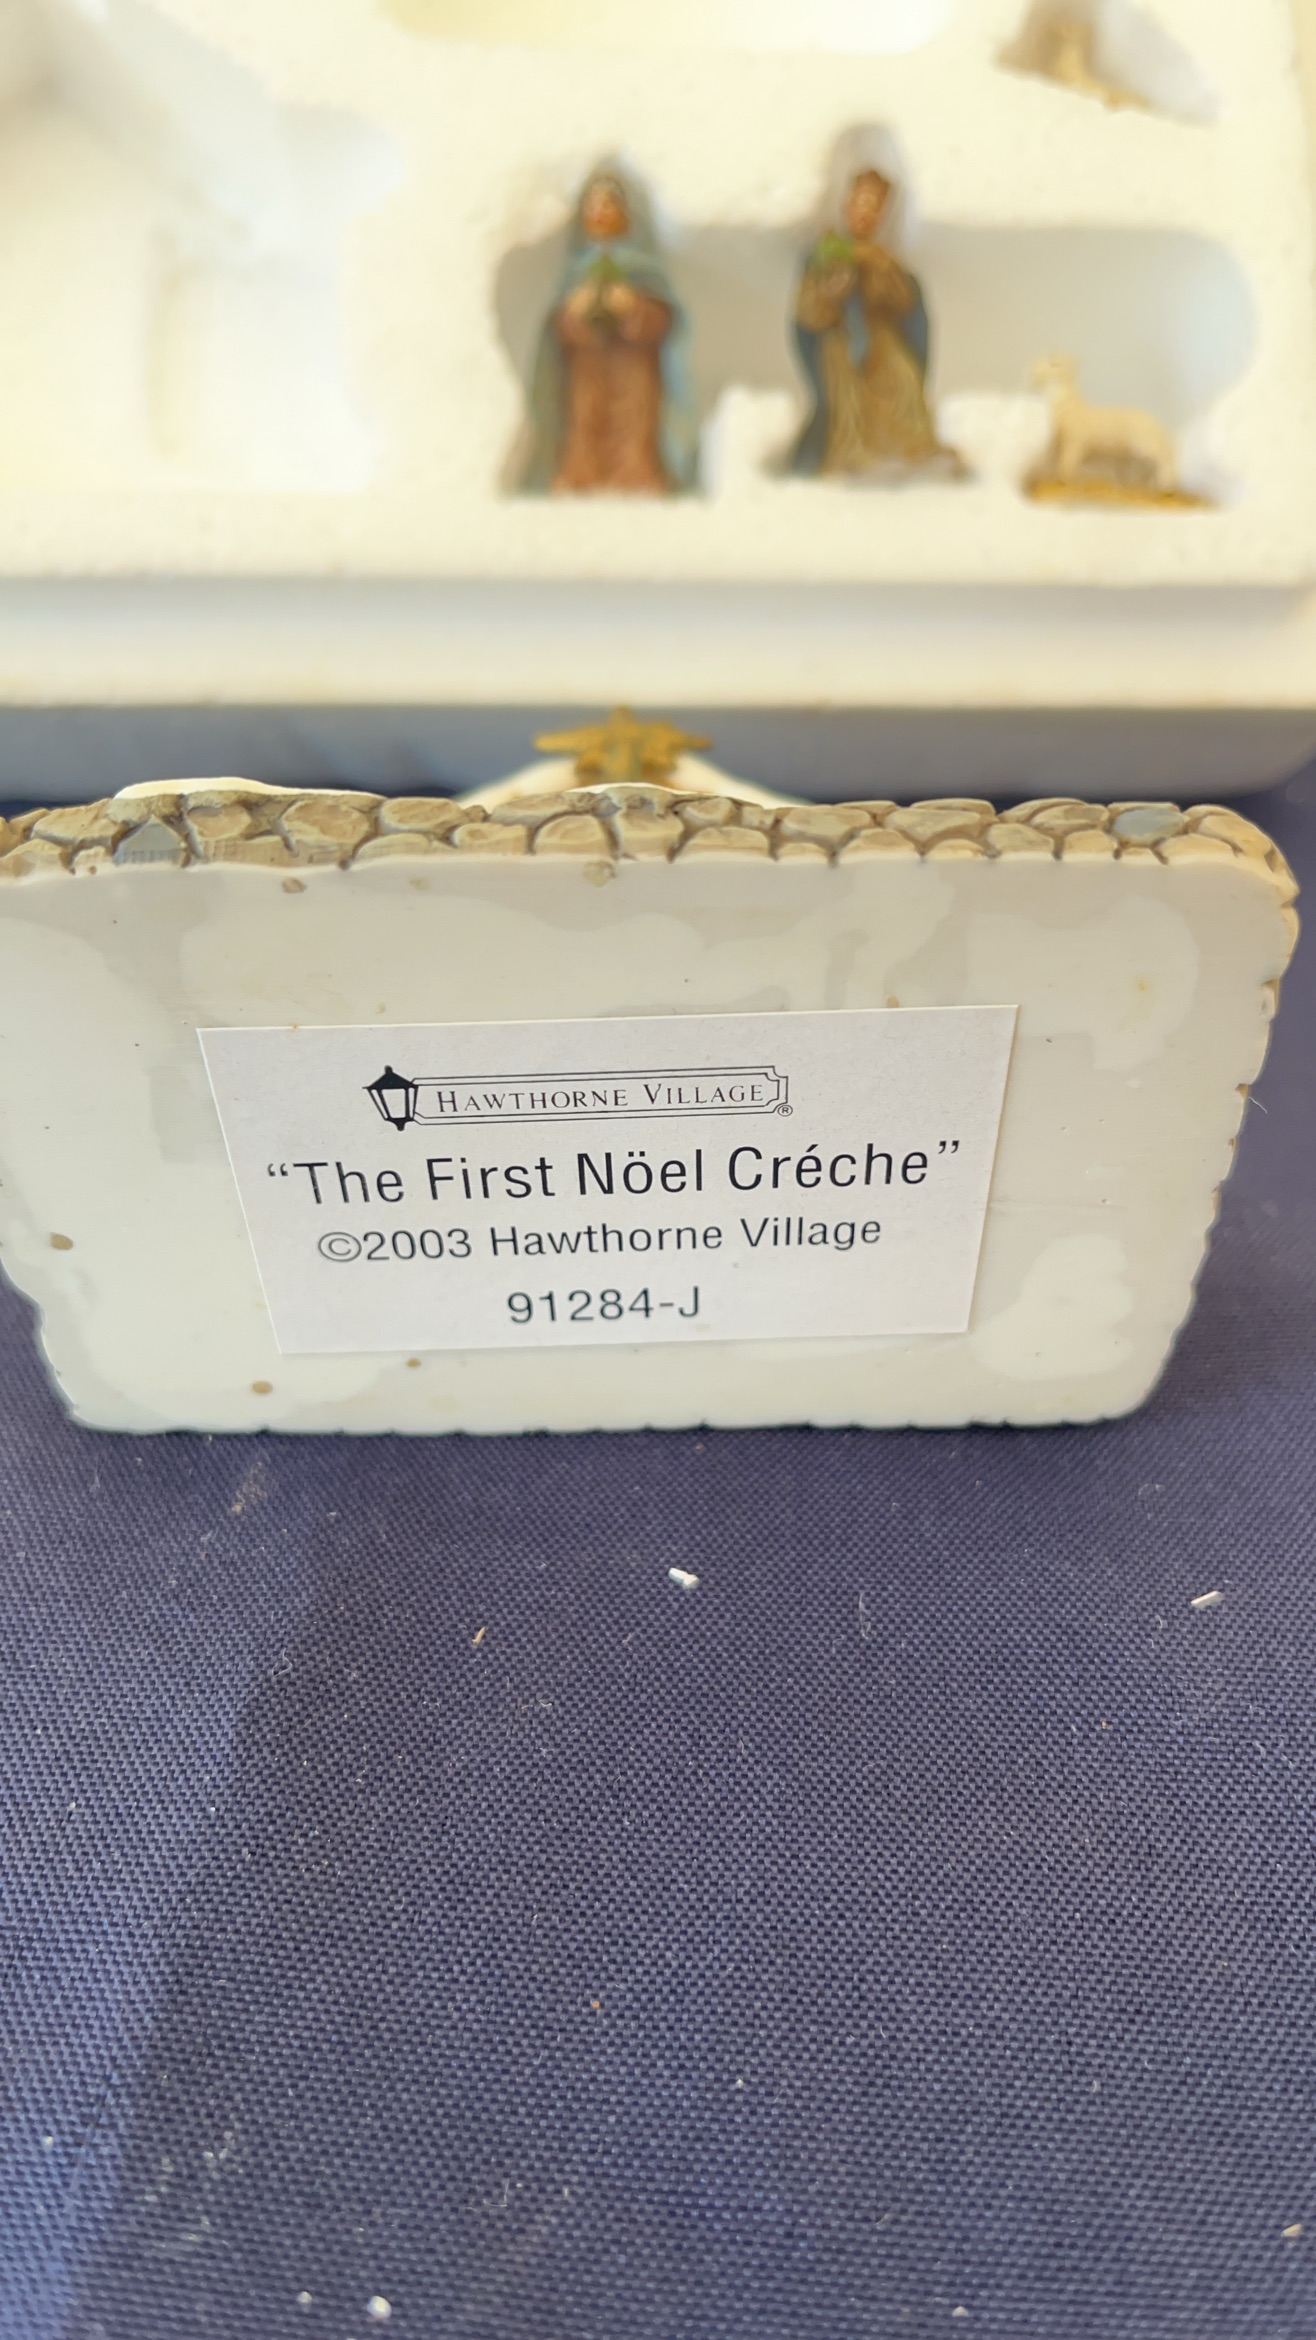 HAWTHORNE VILLAGE ®
“The First Nöel Créche”
©2003 Hawthorne Village
91284-J